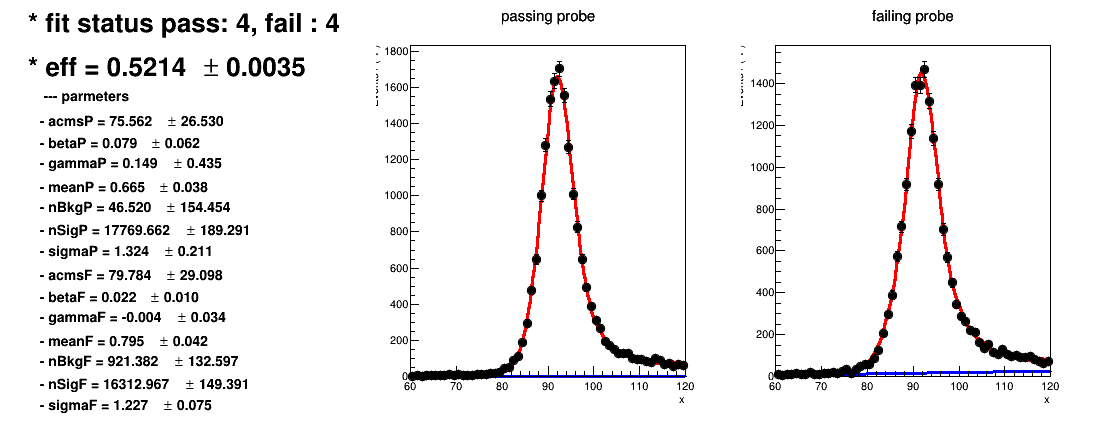 * fit status pass: 4, fail : 4
* eff = 0.5214 ± 0.0035
--- parmeters
- acmsP = 75.562 ± 26.530
- betaP = 0.079 ± 0.062
- gammaP = 0.149 ± 0.435
- meanP = 0.665 ± 0.038
- nBkgP = 46.520 ± 154.454
- nSigP = 17769.662 ± 189.291
- sigmaP = 1.324 ± 0.211
- acmsF = 79.784 ± 29.098
- betaF = 0.022 ± 0.010
- gammaF = -0.004 ± 0.034
- meanF = 0.795 ± 0.042
- nBkgF = 921.382 ± 132.597
- nSigF = 16312.967 ± 149.391
- sigmaF = 1.227 ± 0.075
passing probe
1800
1600
1400
1200
1000
800
600
400
200
0
60 70 80 90 100 110 120
x
failing probe
1400
1200
1000
800
600
400
200
0
60 70 80 90 100 110 120
x